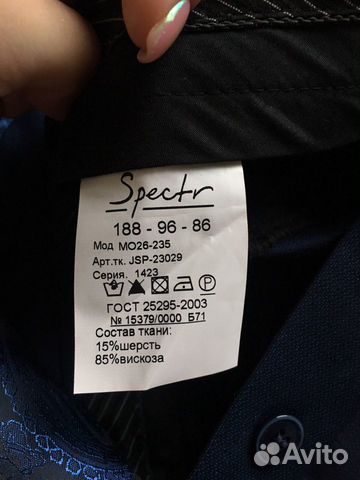 Spectr
188 - 96 - 86
Мод МО26-235
Арт.тк. JSP-23029
Серия. 1423
P
ГОСТ 25295-2003
№ 15379/0000 Б71
Состав ткани:
15%шерсть
85%вискоза
Avito